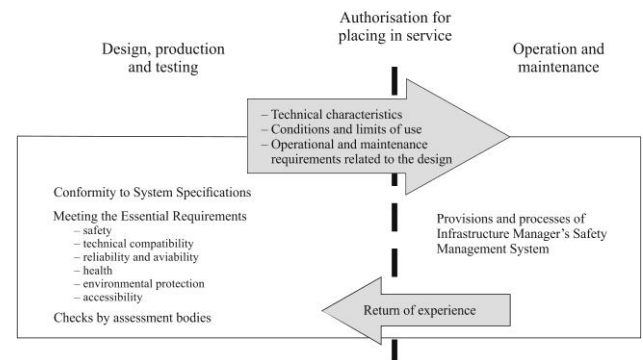 Design, production
and testing
Authorisation for
placing in service
Operation and
maintenance
– Technical characteristics
– Conditions and limits of use
– Operational and maintenance
requirements related to the design
Conformity to System Specifications
Meeting the Essential Requirements
– safety
– technical compatibility
– reliability and aviability
– health
– environmental protection
– accessibility
Checks by assessment bodies
Provisions and processes of
Infrastructure Manager's Safety
Management System
Return of experience